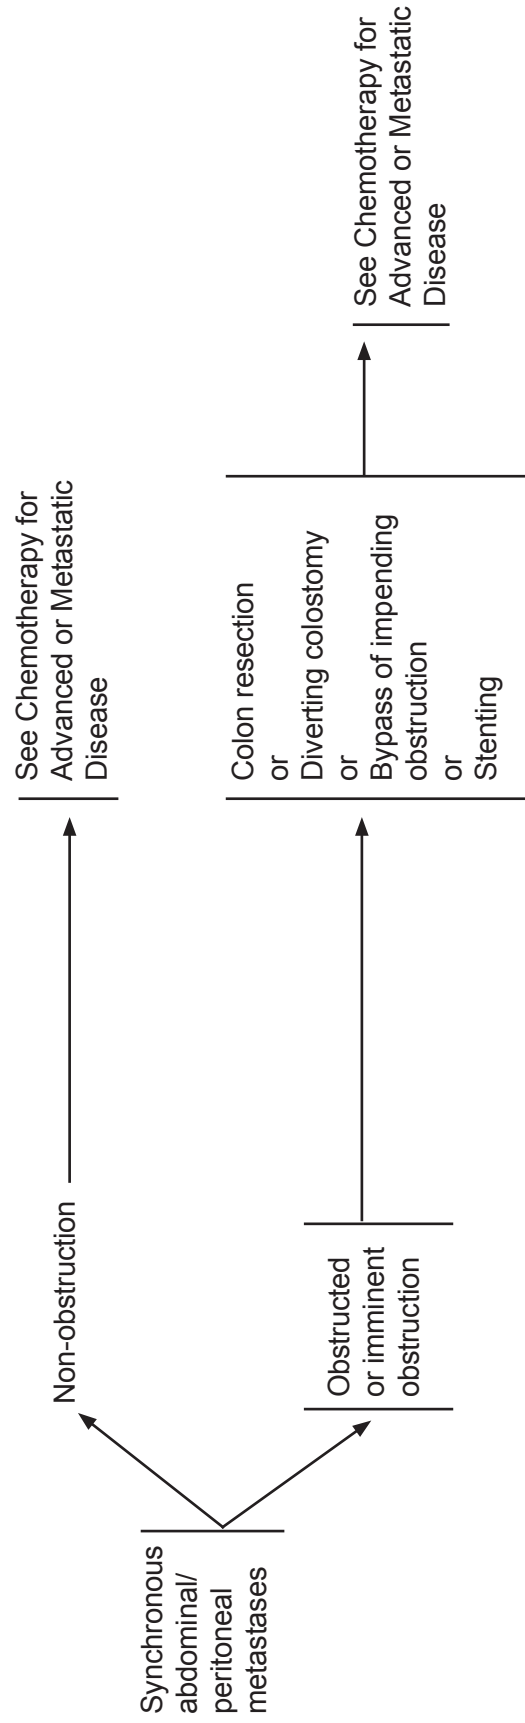 Synchronous
abdominal/
peritoneal
metastases
Non-obstruction
See Chemotherapy for
Advanced or Metastatic
Disease
Obstructed
or imminent
obstruction
Colon resection
or
Diverting colostomy
or
Bypass of impending
obstruction
or
Stenting
See Chemotherapy for
Advanced or Metastatic
Disease